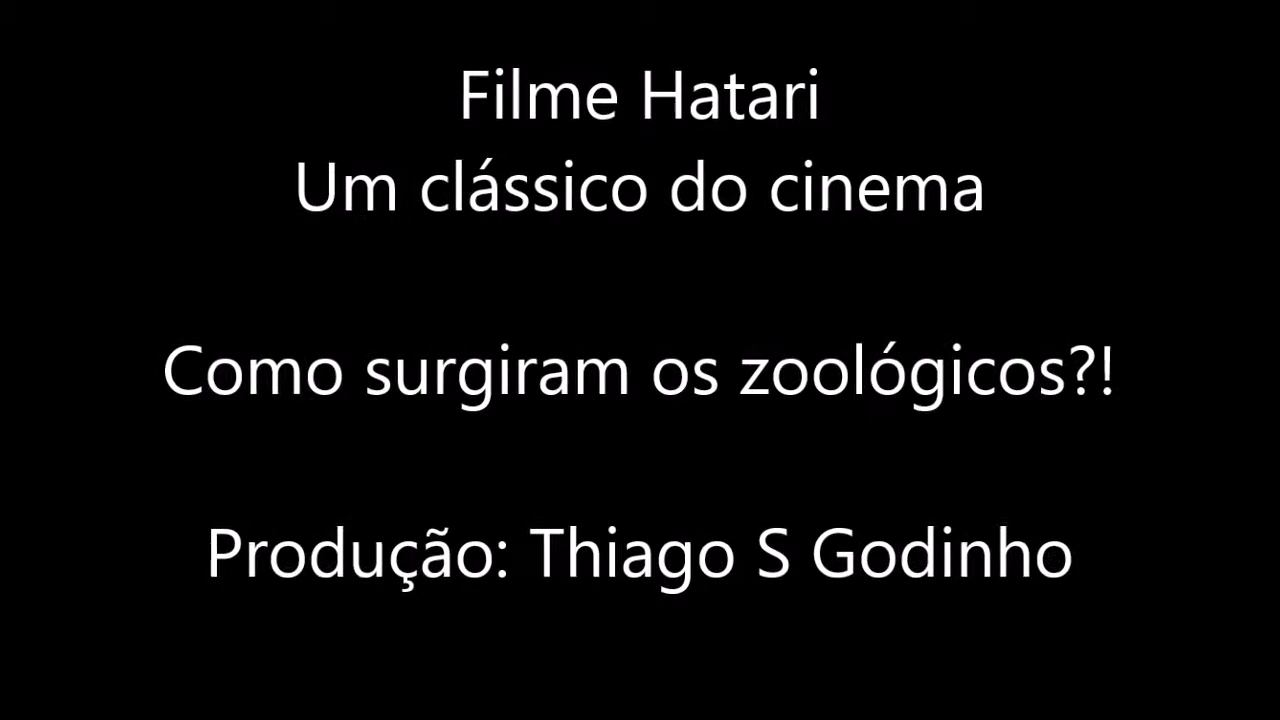 Filme Hatari
Um clássico do cinema
Como surgiram os zoológicos?!
Produção: Thiago S Godinho